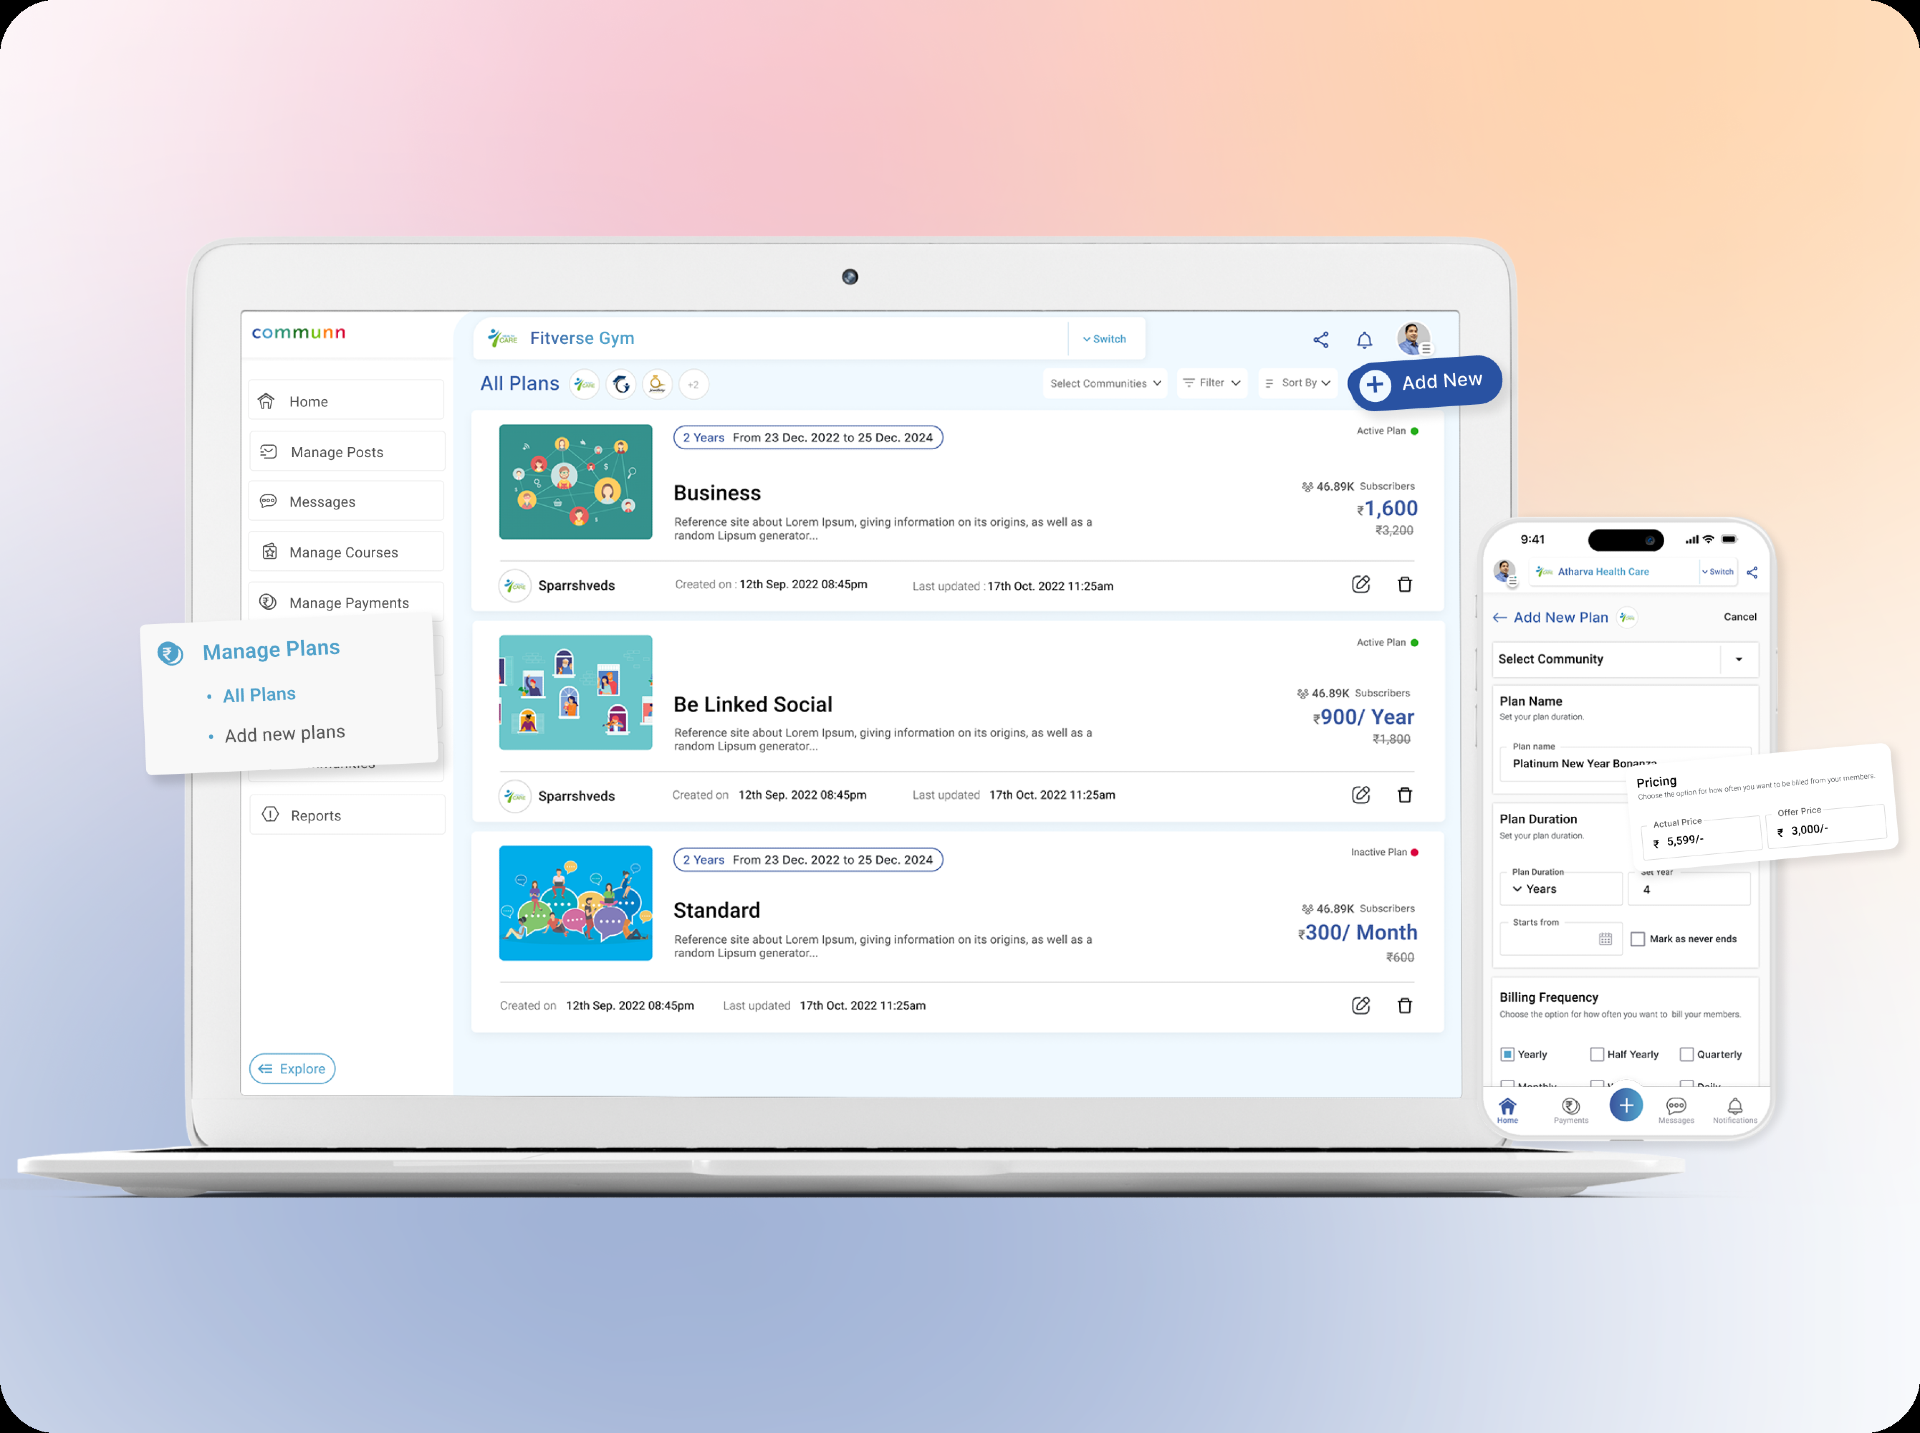 communn
Fitverse Gym
Switch
All Plans
+2
Select Communities
Filter
Sort By
Add New
Home
Manage Posts
Messages
Manage Courses
Manage Payments
Manage Plans
• All Plans
• Add new plans
Reports
Explore
2 Years From 23 Dec. 2022 to 25 Dec. 2024
Active Plan
Business
46.89K Subscribers
Reference site about Lorem Ipsum, giving information on its origins, as well as a
random Lipsum generator...
₹1,600
₹3,200
CARE
Sparrshveds
Created on : 12th Sep. 2022 08:45pm
Last updated : 17th Oct. 2022 11:25am
Active Plan
Be Linked Social
46.89K Subscribers
Reference site about Lorem Ipsum, giving information on its origins, as well as a
random Lipsum generator...
₹900/ Year
₹1,800
Sparrshveds
Created on 12th Sep. 2022 08:45pm
Last updated 17th Oct. 2022 11:25am
2 Years From 23 Dec. 2022 to 25 Dec. 2024
Inactive Plan
Standard
46.89K Subscribers
Reference site about Lorem Ipsum, giving information on its origins, as well as a
random Lipsum generator...
₹300/ Month
₹600
Created on 12th Sep. 2022 08:45pm
Last updated 17th Oct. 2022 11:25am
9:41
Atharva Health Care
Switch
Add New Plan
Cancel
Select Community
Plan Name
Set your plan duration.
Plan name
Platinum New Year Bonanza
Pricing
Choose the option for how often you want to be billed from your members.
Actual Price
₹ 5,599/-
Offer Price
₹ 3,000/-
Plan Duration
Set your plan duration.
Plan Duration
Years
Set Year
4
Starts from
Mark as never ends
Billing Frequency
Choose the option for how often you want to bill your members.
Yearly
Half Yearly
Quarterly
Monthly
Daily
Home
Payments
Messages
Notifications